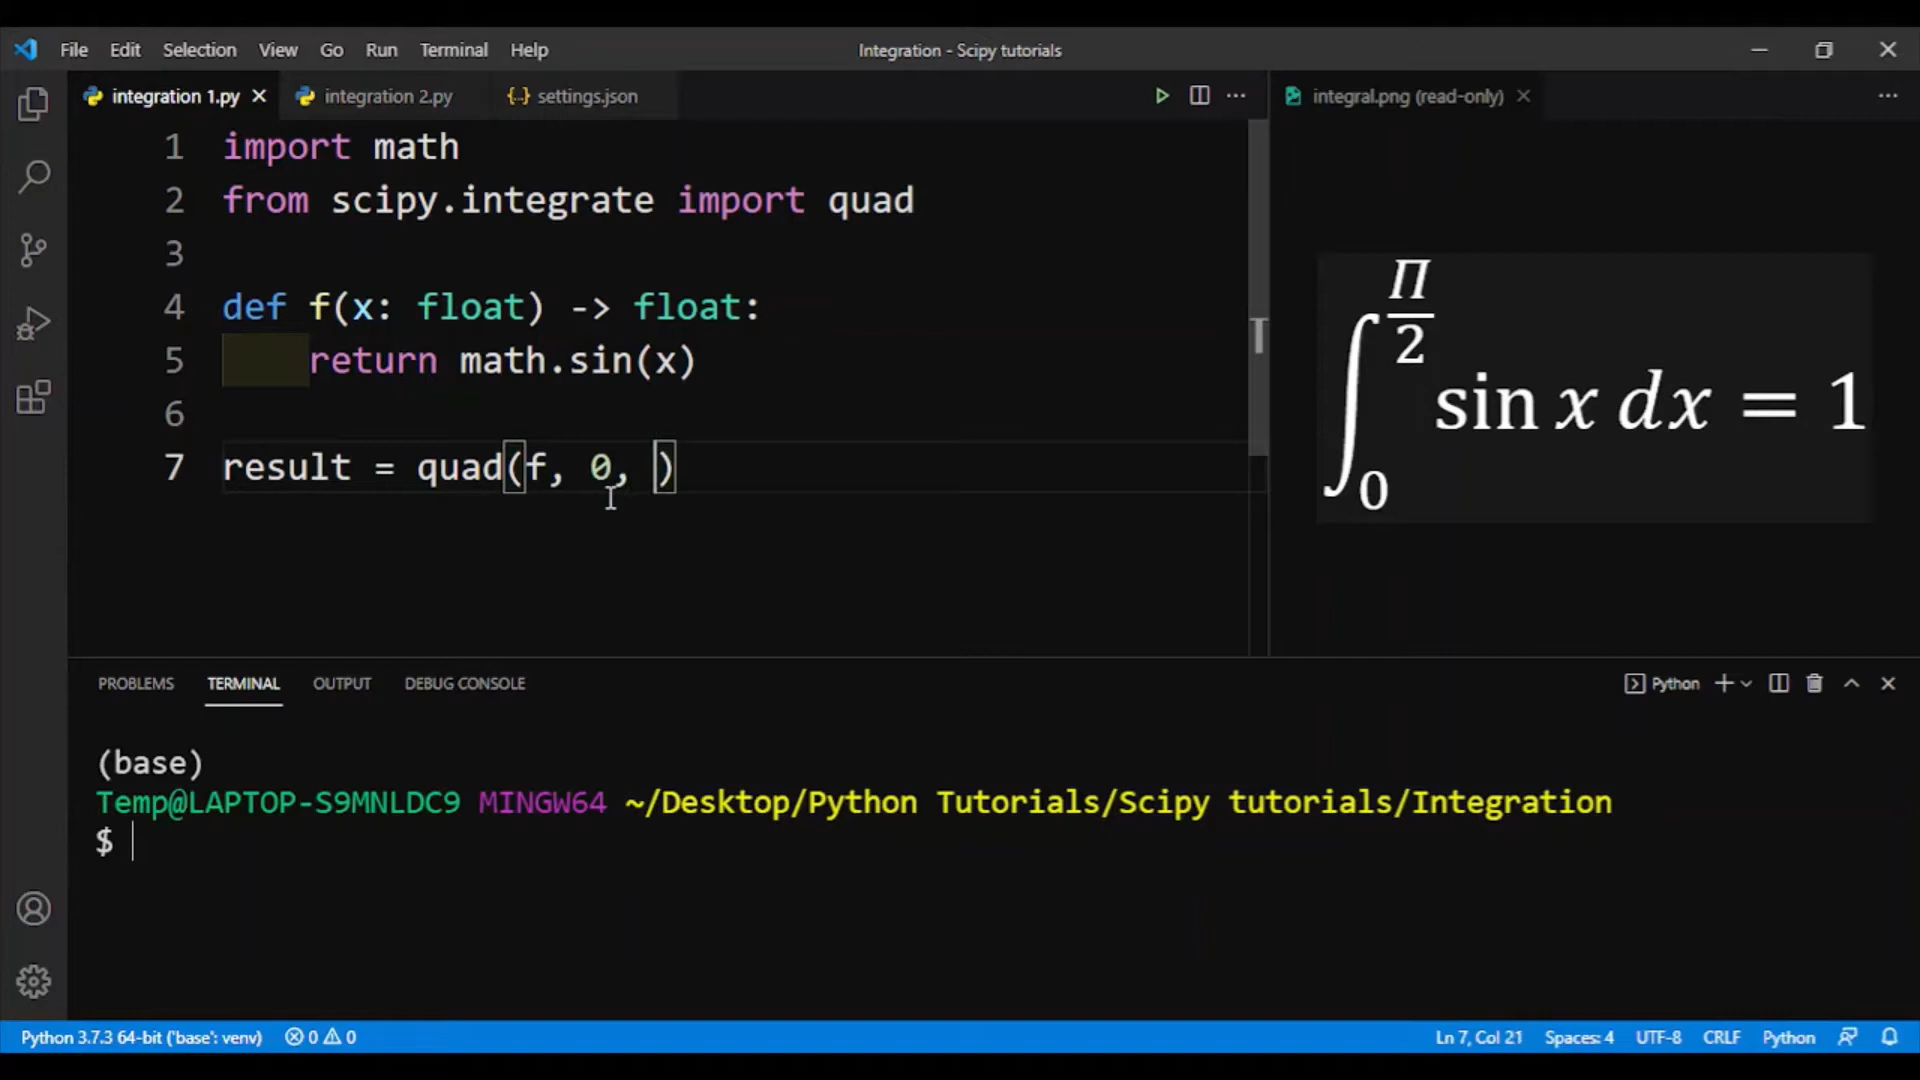 File Edit Selection View Go Run Terminal Help
Integration - Scipy tutorials
integration 1.py
integration 2.py
{..} settings.json
integral.png (read-only)
1 import math
2 from scipy.integrate import quad
3
4 def f(x: float) -> float:
5 return math.sin(x)
6
7 result = quad(f, 0, )
∫ 0 Π/2 sin x dx = 1
PROBLEMS TERMINAL OUTPUT DEBUG CONSOLE
Python
(base)
Temp@LAPTOP-S9MNLDC9 MINGW64 ~/Desktop/Python Tutorials/Scipy tutorials/Integration
$
Python 3.7.3 64-bit ('base': venv) 0 0 Ln 7, Col 21 Spaces: 4 UTF-8 CRLF Python